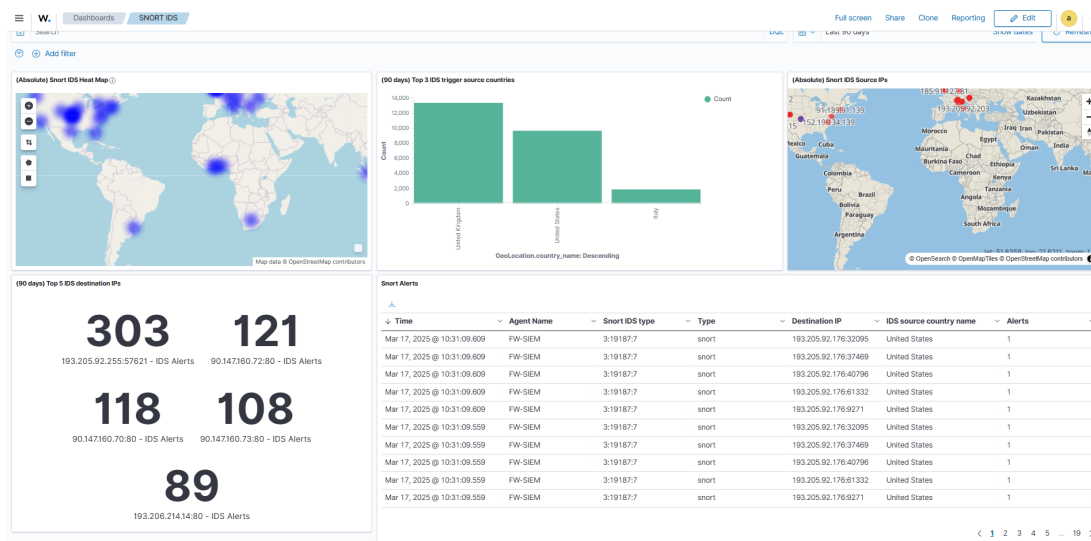 W. Dashboards SNORT IDS Full screen Share Clone Reporting Edit a
Search DQL Last 90 days Show dates Refresh
Add filter
(Absolute) Snort IDS Heat Map
Map data © OpenStreetMap contributors
(90 days) Top 3 IDS trigger source countries
14,000
12,000
10,000
8,000
6,000
4,000
2,000
0
Count
United Kingdom
United States
Italy
GeoLocation.country_name: Descending
Count
(Absolute) Snort IDS Source IPs
193.205.92.203
Kazakhstan
Uzbekistan
Morocco
Iraq Iran Pakistan
Egypt
Mauritania
Oman India
Mexico Cuba
Burkina Faso Chad
Guatemala
Ethiopia
Cameroon
Sri Lanka
Colombia
Kenya
Peru Brazil
Tanzania
Angola
Bolivia
Mozambique
Paraguay
South Africa
Argentina
© OpenSearch © OpenMapTiles © OpenStreetMap contributors
(90 days) Top 5 IDS destination IPs
303
193.205.92.255:57621 - IDS Alerts
121
90.147.160.72:80 - IDS Alerts
118
90.147.160.70:80 - IDS Alerts
108
90.147.160.73:80 - IDS Alerts
89
193.206.214.14:80 - IDS Alerts
Snort Alerts
Time Agent Name Snort IDS type Type Destination IP IDS source country name Alerts
Mar 17, 2025 @ 10:31:09.609 FW-SIEM 3:19187:7 snort 193.205.92.176:32095 United States 1
Mar 17, 2025 @ 10:31:09.609 FW-SIEM 3:19187:7 snort 193.205.92.176:37469 United States 1
Mar 17, 2025 @ 10:31:09.609 FW-SIEM 3:19187:7 snort 193.205.92.176:40796 United States 1
Mar 17, 2025 @ 10:31:09.609 FW-SIEM 3:19187:7 snort 193.205.92.176:61332 United States 1
Mar 17, 2025 @ 10:31:09.609 FW-SIEM 3:19187:7 snort 193.205.92.176:9271 United States 1
Mar 17, 2025 @ 10:31:09.559 FW-SIEM 3:19187:7 snort 193.205.92.176:32095 United States 1
Mar 17, 2025 @ 10:31:09.559 FW-SIEM 3:19187:7 snort 193.205.92.176:37469 United States 1
Mar 17, 2025 @ 10:31:09.559 FW-SIEM 3:19187:7 snort 193.205.92.176:40796 United States 1
Mar 17, 2025 @ 10:31:09.559 FW-SIEM 3:19187:7 snort 193.205.92.176:61332 United States 1
Mar 17, 2025 @ 10:31:09.559 FW-SIEM 3:19187:7 snort 193.205.92.176:9271 United States 1
1 2 3 4 5 ... 19